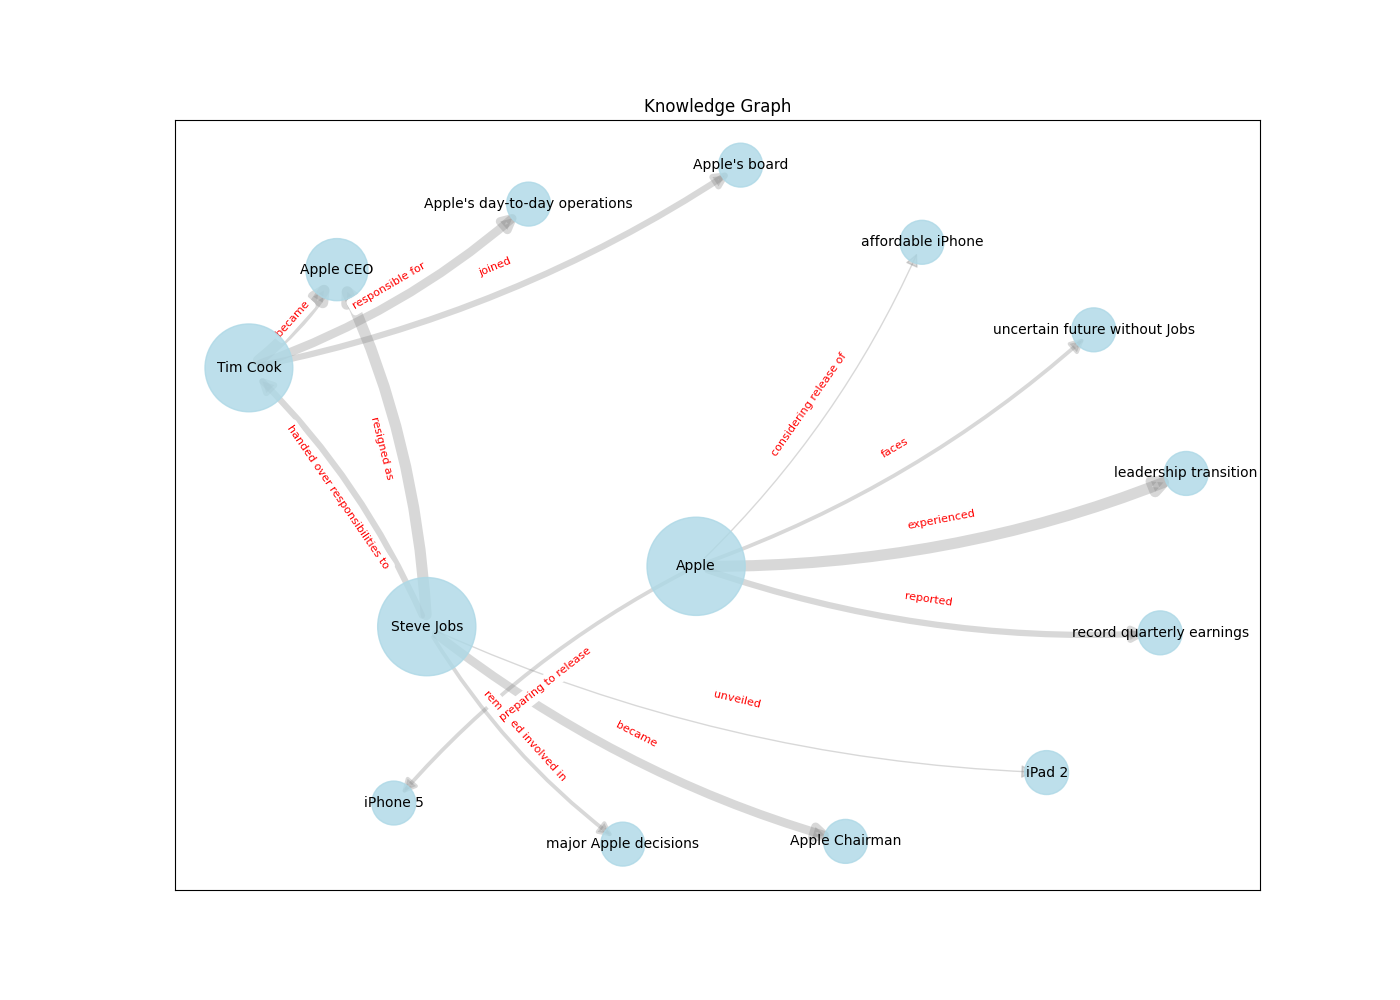 Knowledge Graph
Apple's board
Apple's day-to-day operations
affordable iPhone
Apple CEO
responsible for
joined
became
uncertain future without Jobs
Tim Cook
considering release of
resigned as
faces
handed over responsibilities to
leadership transition
experienced
Apple
reported
Steve Jobs
record quarterly earnings
preparing to release
unveiled
rem ed involved in
became
iPad 2
iPhone 5
major Apple decisions
Apple Chairman